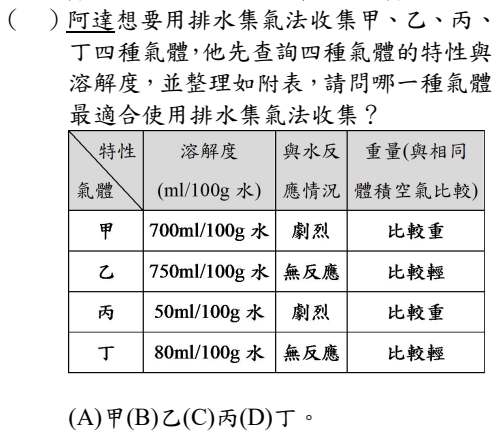 (　)阿達想要用排水集氣法收集甲、乙、丙、
丁四種氣體，他先查詢四種氣體的特性與
溶解度，並整理如附表，請問哪一種氣體
最適合使用排水集氣法收集？
特性 氣體 溶解度 (ml/100g 水) 與水反應情況 重量(與相同體積空氣比較)
甲 700ml/100g 水 劇烈 比較重
乙 750ml/100g 水 無反應 比較輕
丙 50ml/100g 水 劇烈 比較重
丁 80ml/100g 水 無反應 比較輕
(A)甲(B)乙(C)丙(D)丁。